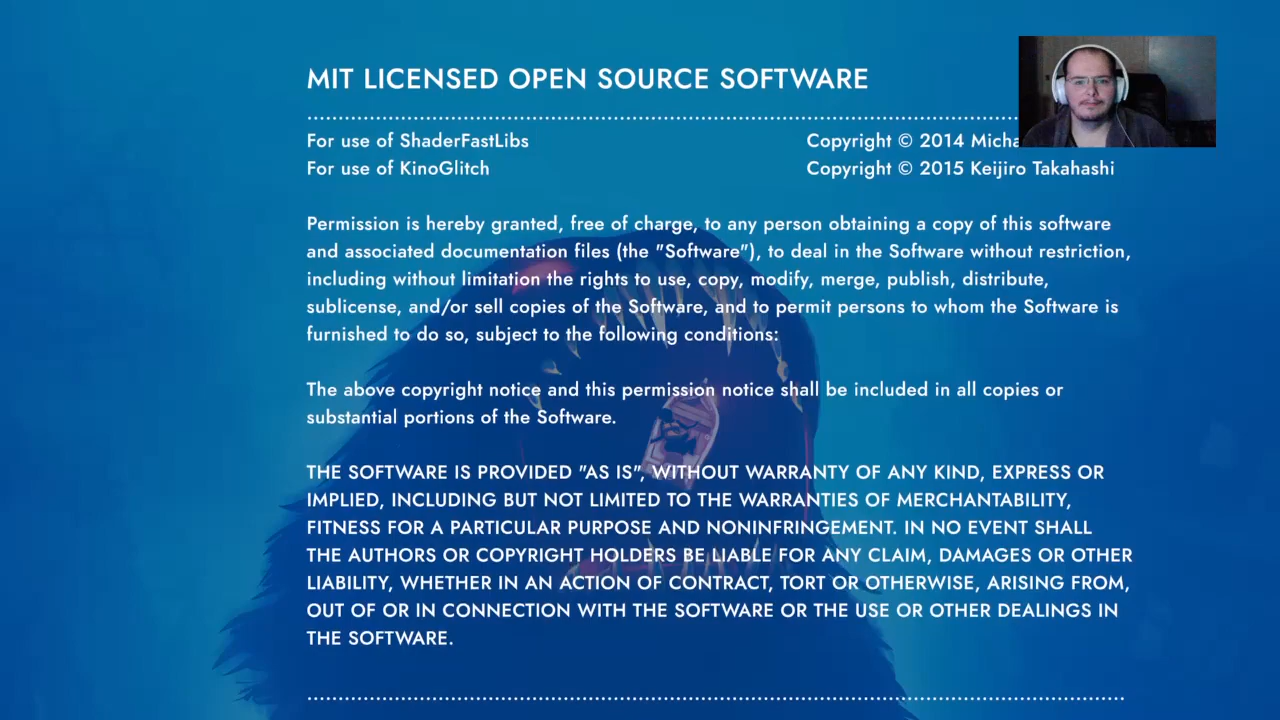 MIT LICENSED OPEN SOURCE SOFTWARE
For use of ShaderFastLibs Copyright © 2014
For use of KinoGlitch Copyright © 2015 Keijiro Takahashi
Permission is hereby granted, free of charge, to any person obtaining a copy of this software
and associated documentation files (the "Software"), to deal in the Software without restriction,
including without limitation the rights to use, copy, modify, merge, publish, distribute,
sublicense, and/or sell copies of the Software, and to permit persons to whom the Software is
furnished to do so, subject to the following conditions:
The above copyright notice and this permission notice shall be included in all copies or
substantial portions of the Software.
THE SOFTWARE IS PROVIDED "AS IS", WITHOUT WARRANTY OF ANY KIND, EXPRESS OR
IMPLIED, INCLUDING BUT NOT LIMITED TO THE WARRANTIES OF MERCHANTABILITY,
FITNESS FOR A PARTICULAR PURPOSE AND NONINFRINGEMENT. IN NO EVENT SHALL
THE AUTHORS OR COPYRIGHT HOLDERS BE LIABLE FOR ANY CLAIM, DAMAGES OR OTHER
LIABILITY, WHETHER IN AN ACTION OF CONTRACT, TORT OR OTHERWISE, ARISING FROM,
OUT OF OR IN CONNECTION WITH THE SOFTWARE OR THE USE OR OTHER DEALINGS IN
THE SOFTWARE.